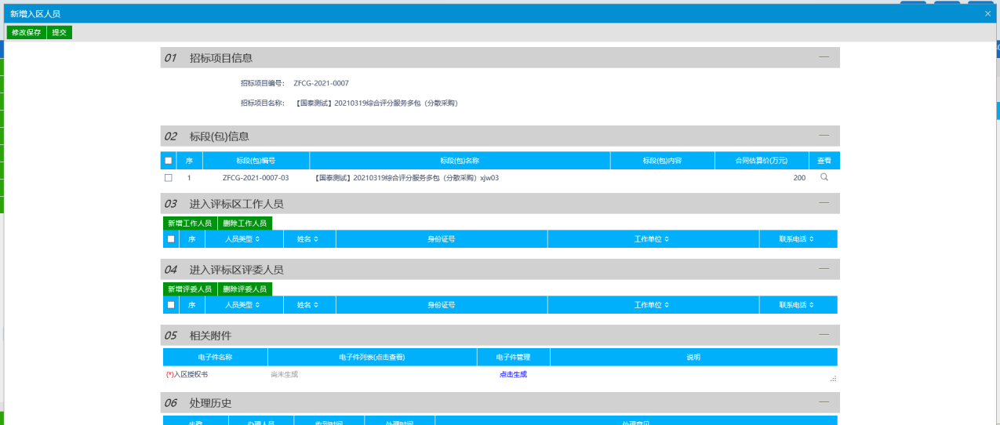 新增入区人员
修改保存 提交
01 招标项目信息
招标项目编号： ZFCG-2021-0007
招标项目名称： 【国泰测试】20210319综合评分服务多包（分散采购）
02 标段(包)信息
序 标段(包)编号 标段(包)名称 标段(包)内容 合同估算价(万元) 查看
1 ZFCG-2021-0007-03 【国泰测试】20210319综合评分服务多包（分散采购）xjw03 200
03 进入评标区工作人员
新增工作人员 删除工作人员
序 人员类型 姓名 身份证号 工作单位 联系电话
04 进入评标区评委人员
新增评委人员 删除评委人员
序 人员类型 姓名 身份证号 工作单位 联系电话
05 相关附件
电子件名称 电子件列表(点击查看) 电子件管理 说明
(*)入区授权书 尚未生成 点击生成
06 处理历史
步骤 办理人员 收到时间 处理时间 处理意见